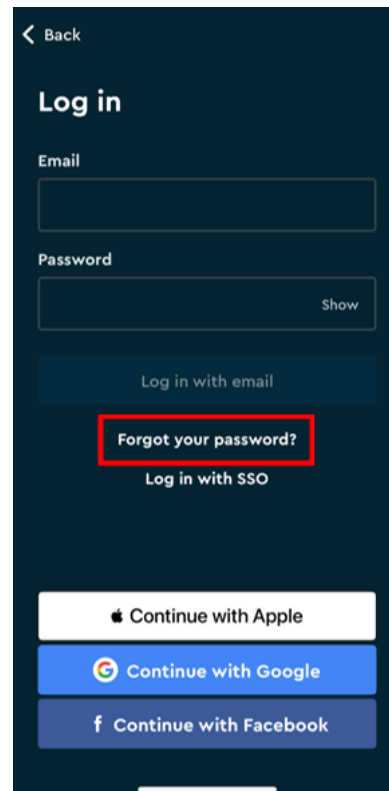 Back
Log in
Email
Password
Show
Log in with email
Forgot your password?
Log in with SSO
Continue with Apple
Continue with Google
Continue with Facebook